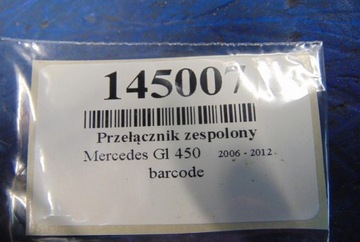 145007
Przełącznik zespolony
Mercedes Gl 450 2006 - 2012
barcode